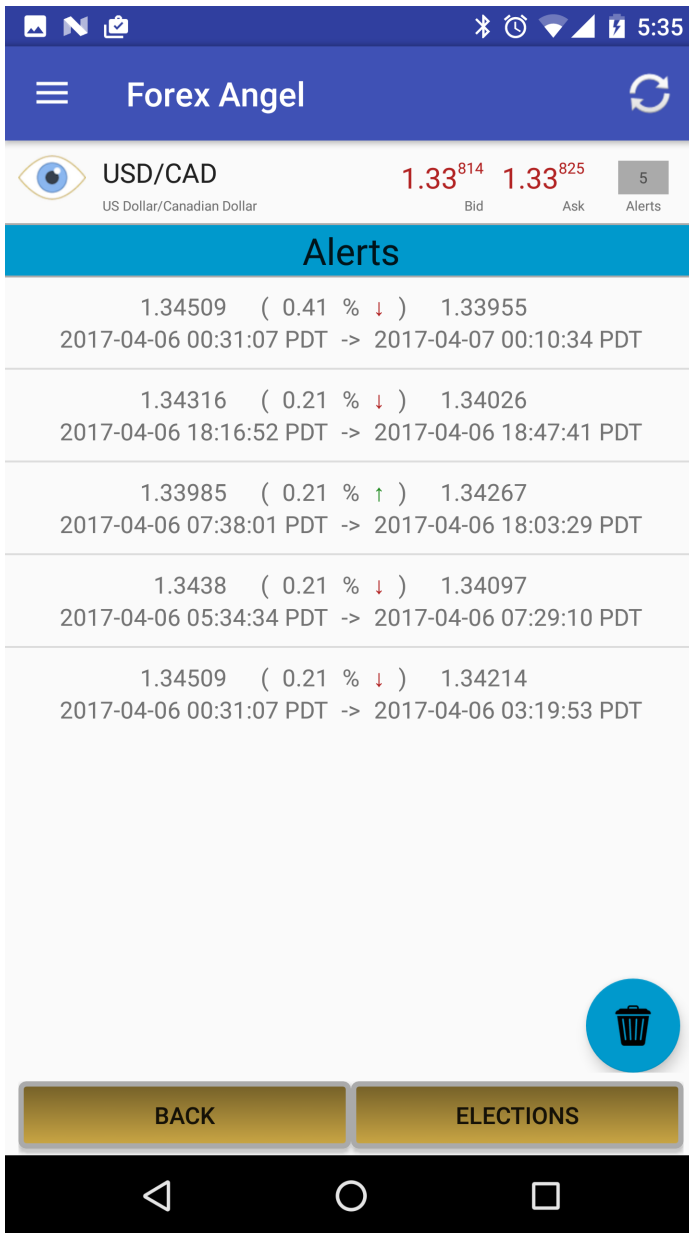 5:35
Forex Angel
USD/CAD 1.33814 1.33825 5
US Dollar/Canadian Dollar Bid Ask Alerts
Alerts
1.34509 ( 0.41 % ↓ ) 1.33955
2017-04-06 00:31:07 PDT -> 2017-04-07 00:10:34 PDT
1.34316 ( 0.21 % ↓ ) 1.34026
2017-04-06 18:16:52 PDT -> 2017-04-06 18:47:41 PDT
1.33985 ( 0.21 % ↑ ) 1.34267
2017-04-06 07:38:01 PDT -> 2017-04-06 18:03:29 PDT
1.3438 ( 0.21 % ↓ ) 1.34097
2017-04-06 05:34:34 PDT -> 2017-04-06 07:29:10 PDT
1.34509 ( 0.21 % ↓ ) 1.34214
2017-04-06 00:31:07 PDT -> 2017-04-06 03:19:53 PDT
BACK ELECTIONS